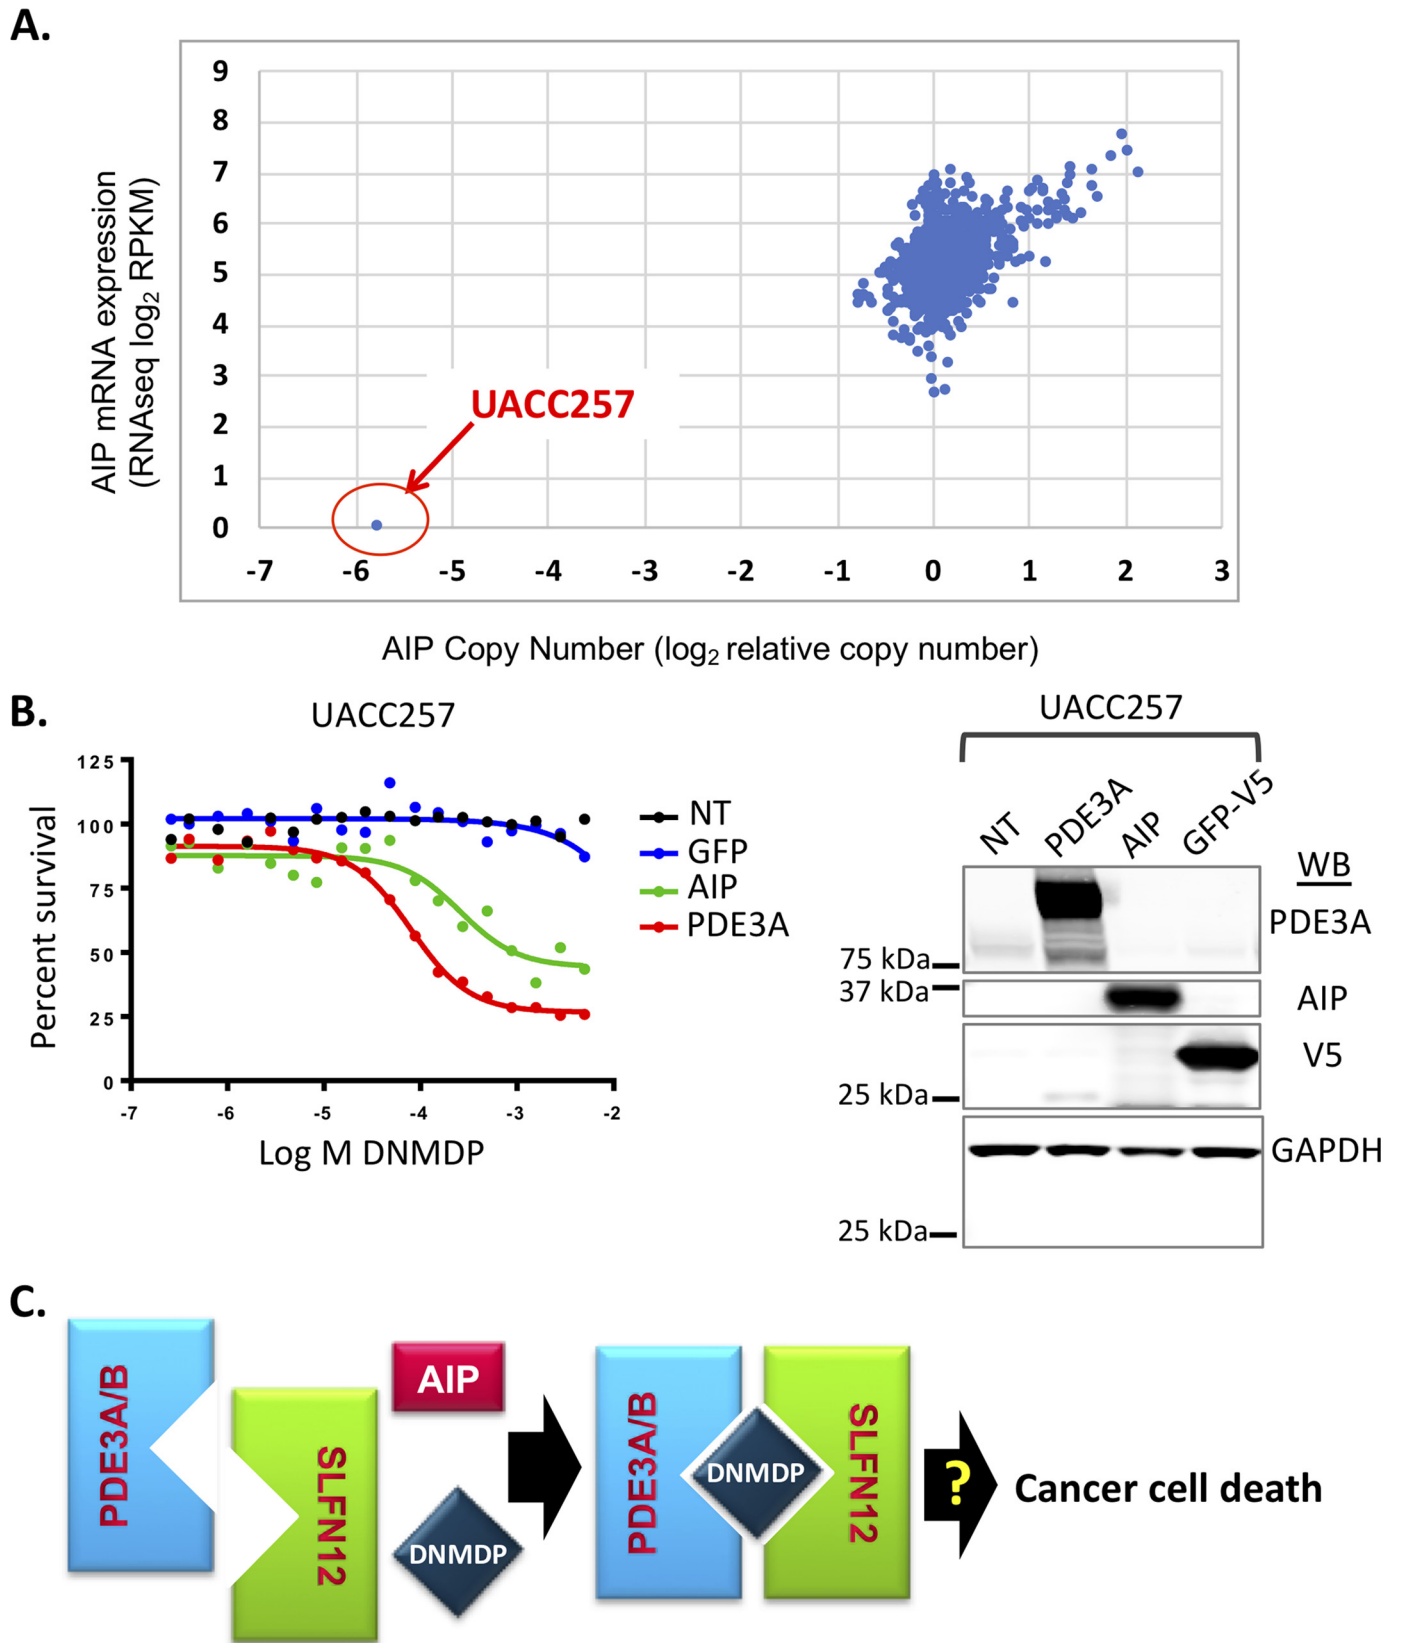 A.
9
8
7
6
5
4
3
2
1
0
AIP mRNA expression
(RNAseq log2 RPKM)
UACC257
-7 -6 -5 -4 -3 -2 -1 0 1 2 3
AIP Copy Number (log2 relative copy number)
B.
UACC257
125
100
75
50
25
0
Percent survival
-7 -6 -5 -4 -3 -2
Log M DNMDP
NT
GFP
AIP
PDE3A
UACC257
NT PDE3A AIP GFP-V5
WB
PDE3A
75 kDa
37 kDa
AIP
V5
25 kDa
GAPDH
25 kDa
C.
PDE3A/B
SLFN12
AIP
DNMDP
PDE3A/B
DNMDP
SLFN12
?
Cancer cell death